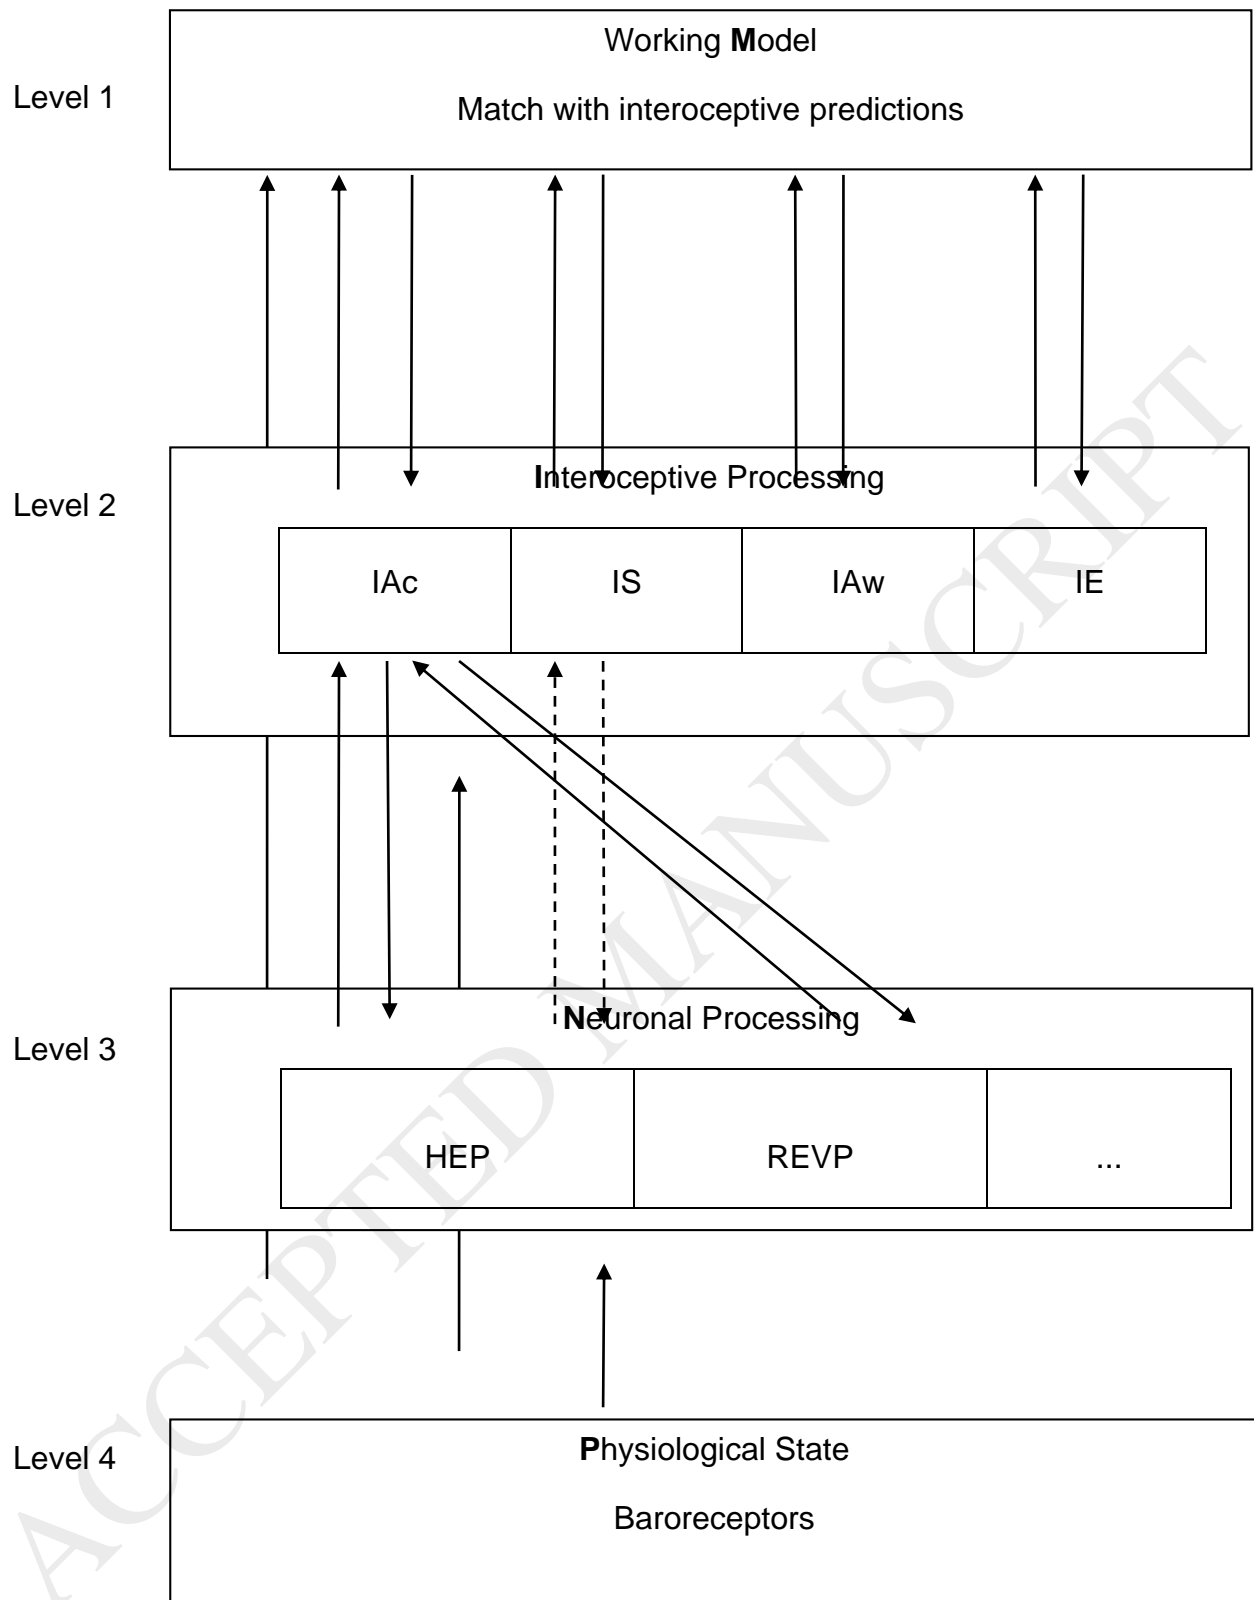 Working Model
Level 1
Match with interoceptive predictions
Interoceptive Processing
Level 2
IAc
IS
IAw
IE
Neuronal Processing
Level 3
HEP
REVP
...
Physiological State
Level 4
Baroreceptors
ACCEPTED MANUSCRIPT